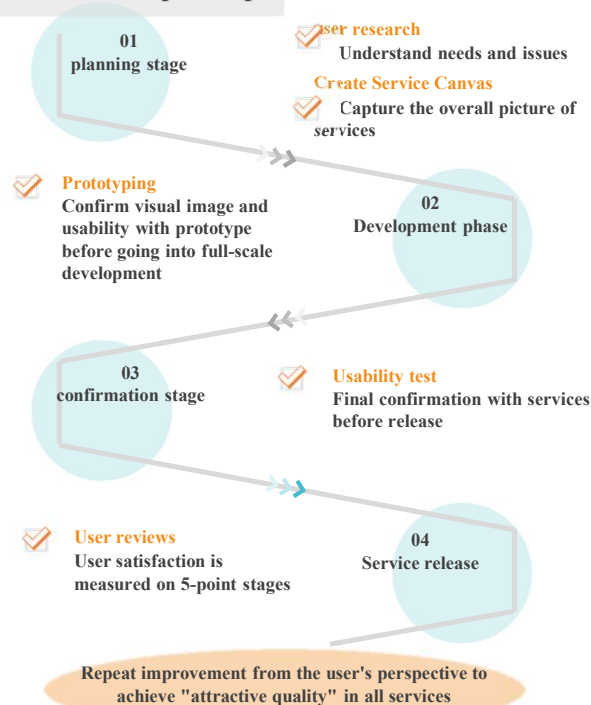 01
planning stage
user research
Understand needs and issues
Create Service Canvas
Capture the overall picture of
services
Prototyping
Confirm visual image and
usability with prototype
before going into full-scale
development
02
Development phase
03
confirmation stage
Usability test
Final confirmation with services
before release
User reviews
User satisfaction is
measured on 5-point stages
04
Service release
Repeat improvement from the user's perspective to
achieve "attractive quality" in all services